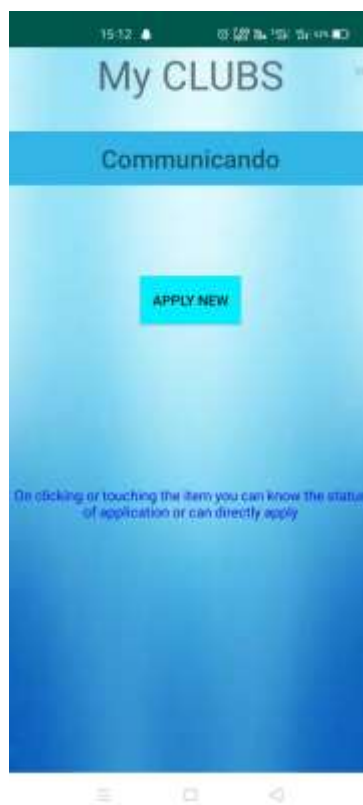 15:12
My CLUBS
Communicando
APPLY NEW
On clicking or touching the item you can know the status
of application or can directly apply